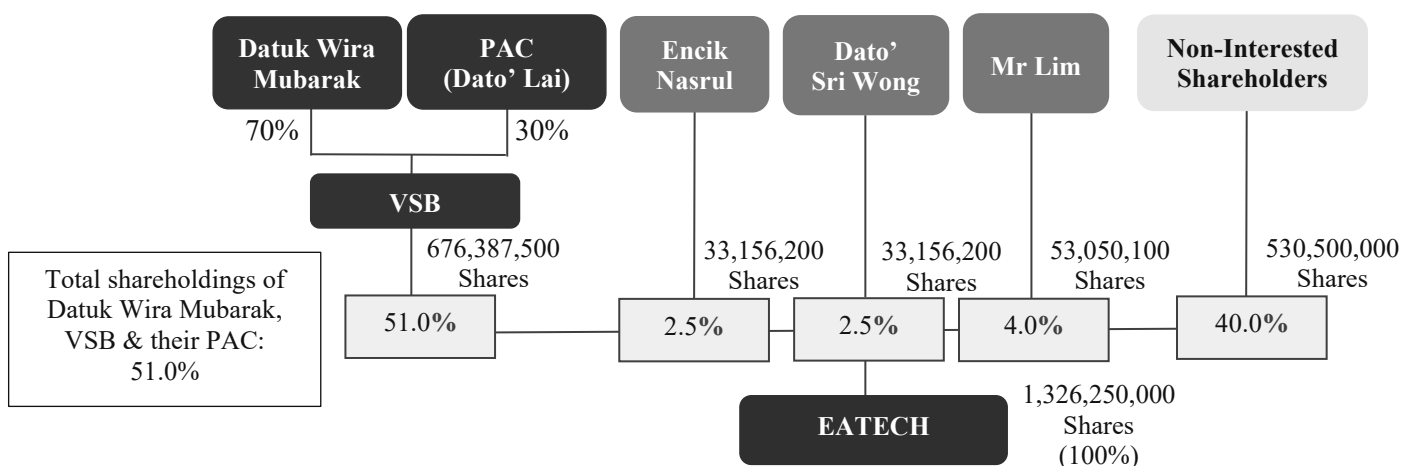 Datuk Wira
Mubarak
PAC
(Dato’ Lai)
Encik
Nasrul
Dato’
Sri Wong
Mr Lim
Non-Interested
Shareholders
70%
30%
VSB
Total shareholdings of
Datuk Wira Mubarak,
VSB & their PAC:
51.0%
676,387,500
Shares
33,156,200
Shares
33,156,200
Shares
53,050,100
Shares
530,500,000
Shares
51.0%
2.5%
2.5%
4.0%
40.0%
EATECH
1,326,250,000
Shares
(100%)